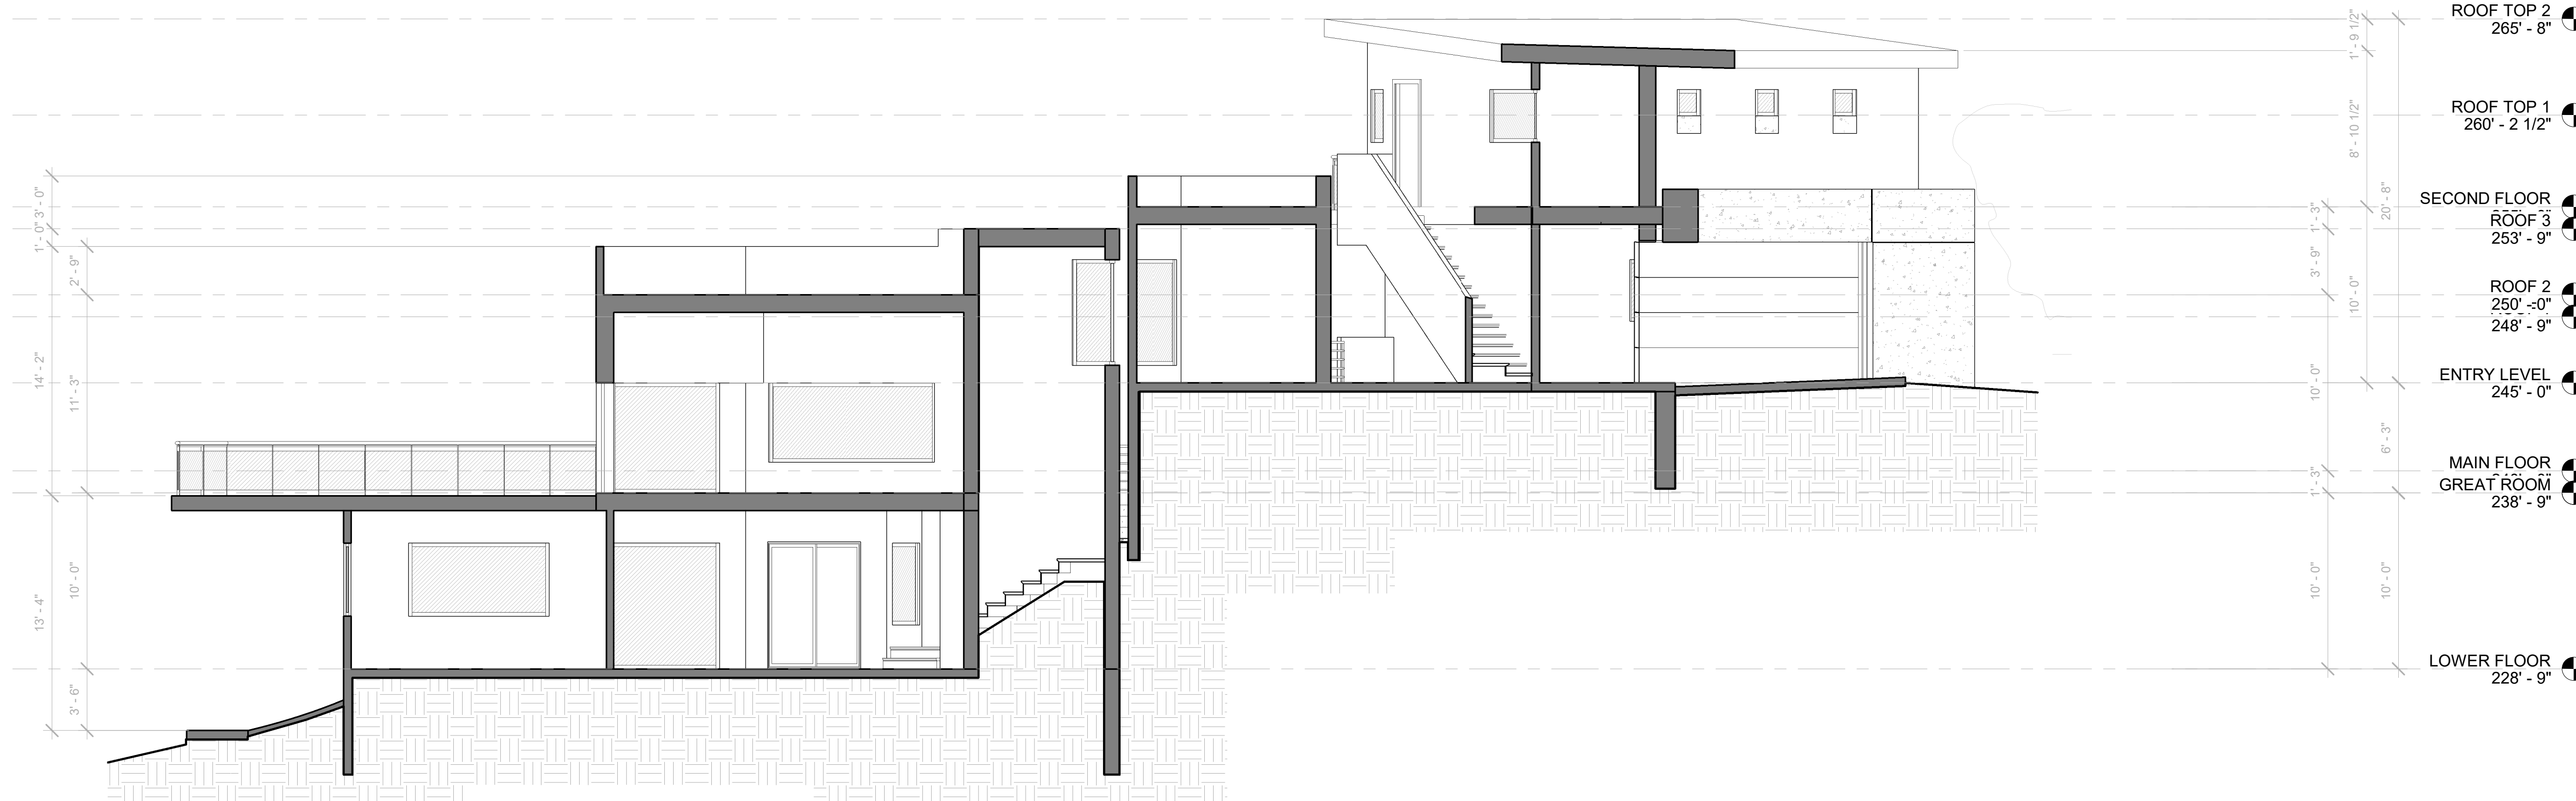 ROOF TOP 2
265' - 8"
ROOF TOP 1
260' - 2 1/2"
SECOND FLOOR
ROOF 3
253' - 9"
ROOF 2
250' - 0"
248' - 9"
ENTRY LEVEL
245' - 0"
MAIN FLOOR
GREAT ROOM
238' - 9"
LOWER FLOOR
228' - 9"
3' - 0"
1' - 0"
14' - 2"
13' - 4"
2' - 9"
11' - 3"
10' - 0"
3' - 6"
1' - 3"
3' - 9"
10' - 0"
1' - 3"
10' - 0"
1' - 9 1/2"
8' - 10 1/2"
10' - 0"
20' - 8"
6' - 3"
10' - 0"